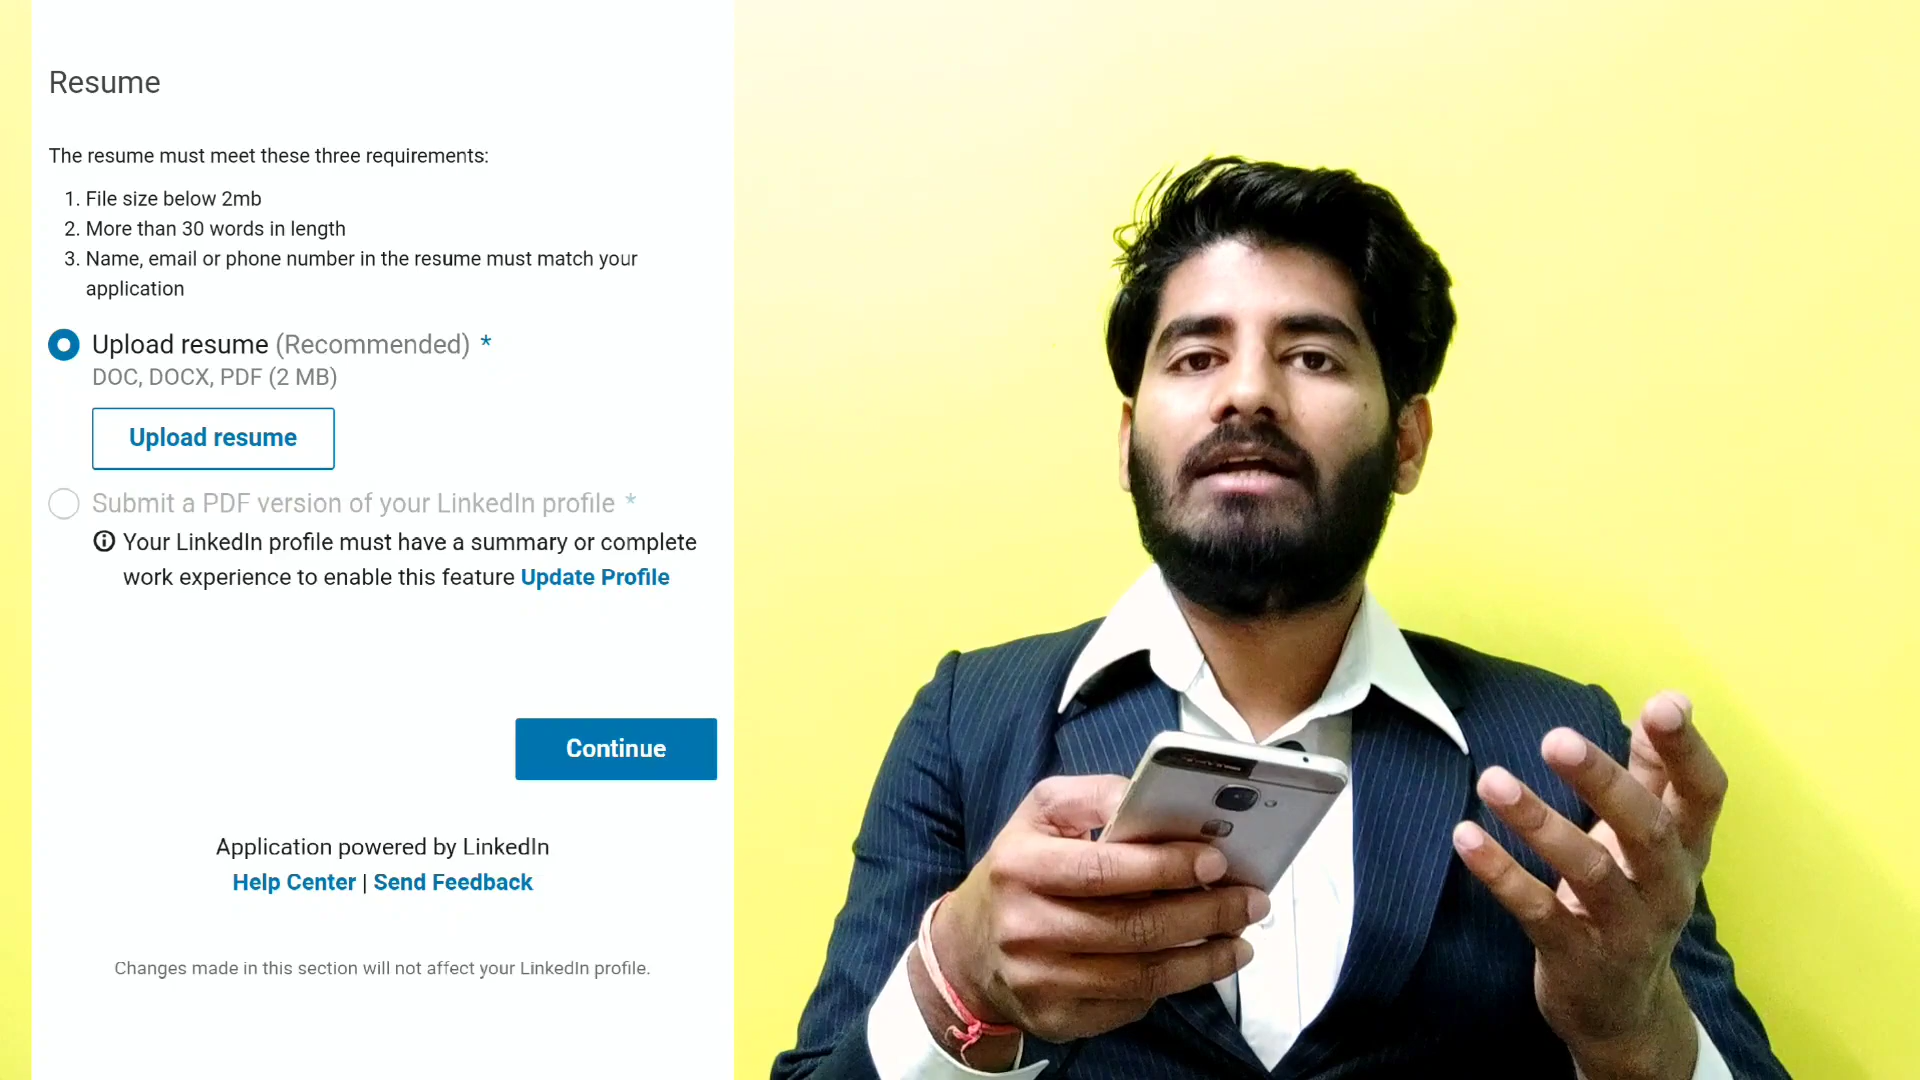 Resume
The resume must meet these three requirements:
1. File size below 2mb
2. More than 30 words in length
3. Name, email or phone number in the resume must match your
application
Upload resume (Recommended) *
DOC, DOCX, PDF (2 MB)
Upload resume
Submit a PDF version of your LinkedIn profile *
Your LinkedIn profile must have a summary or complete
work experience to enable this feature Update Profile
Continue
Application powered by LinkedIn
Help Center | Send Feedback
Changes made in this section will not affect your LinkedIn profile.